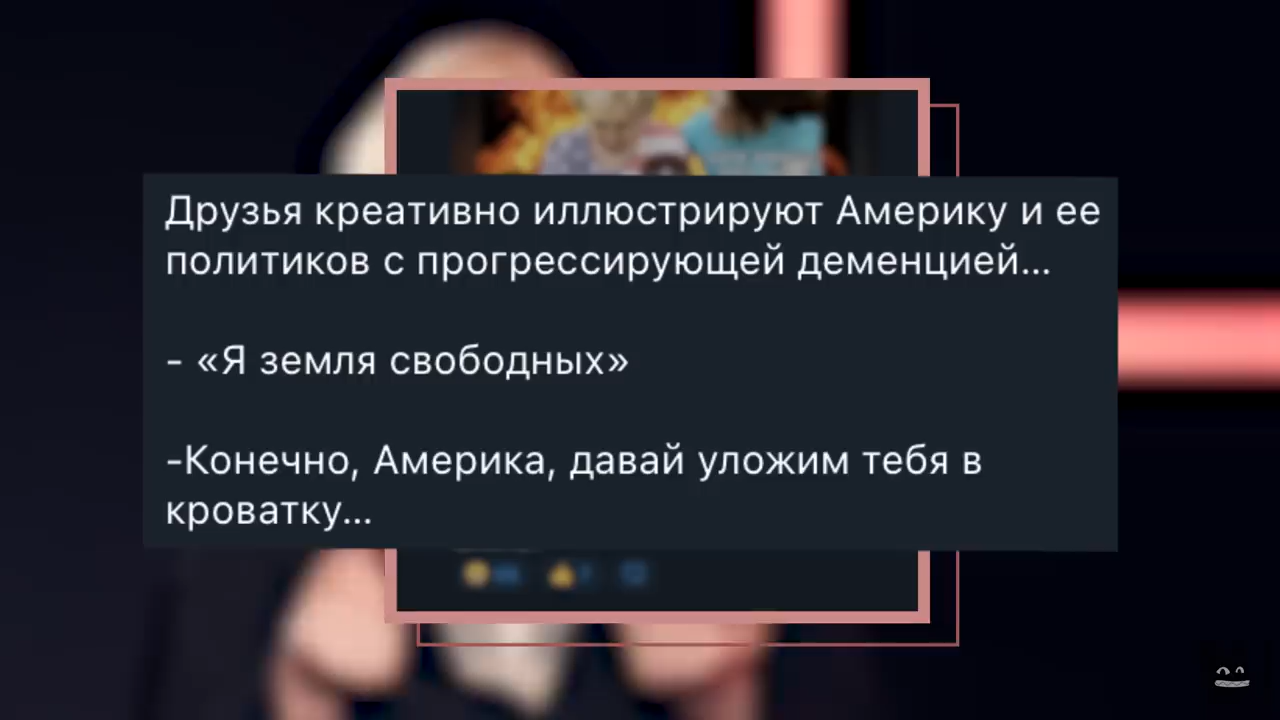 Друзья креативно иллюстрируют Америку и ее
политиков с прогрессирующей деменцией...
- «Я земля свободных»
-Конечно, Америка, давай уложим тебя в
кроватку...